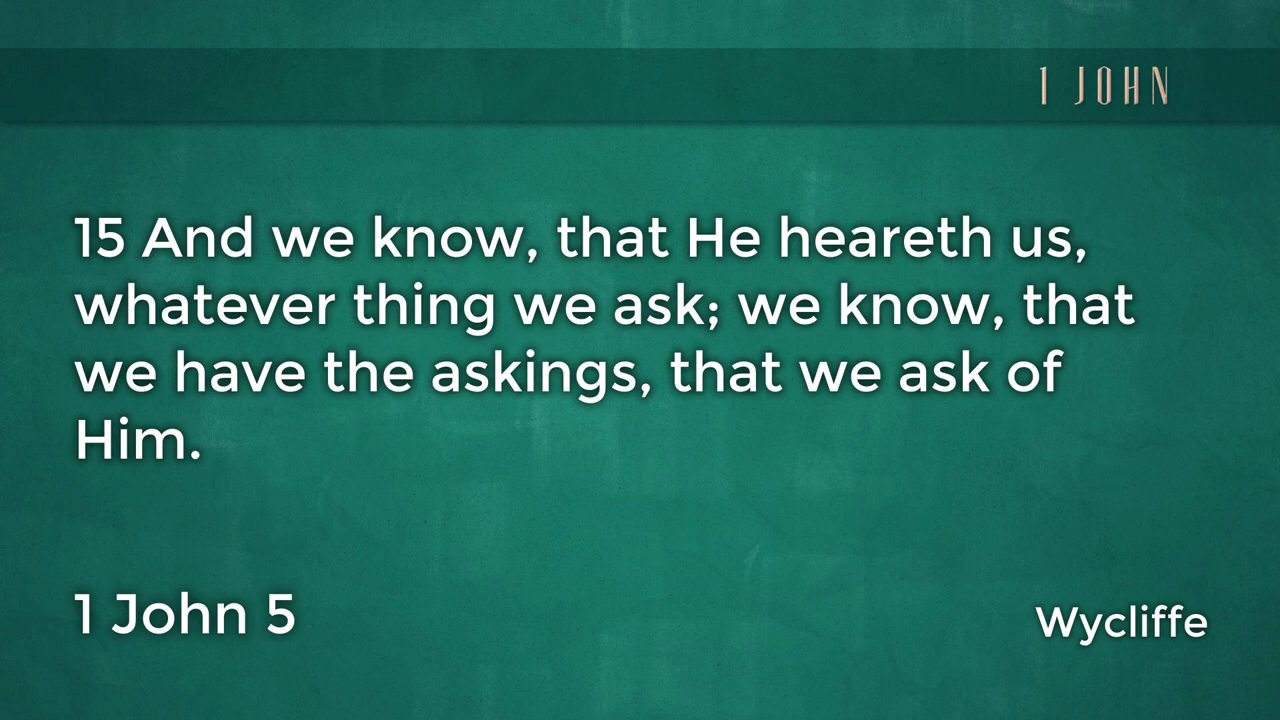 1 JOHN
15 And we know, that He heareth us,
whatever thing we ask; we know, that
we have the askings, that we ask of
Him.
1 John 5
Wycliffe